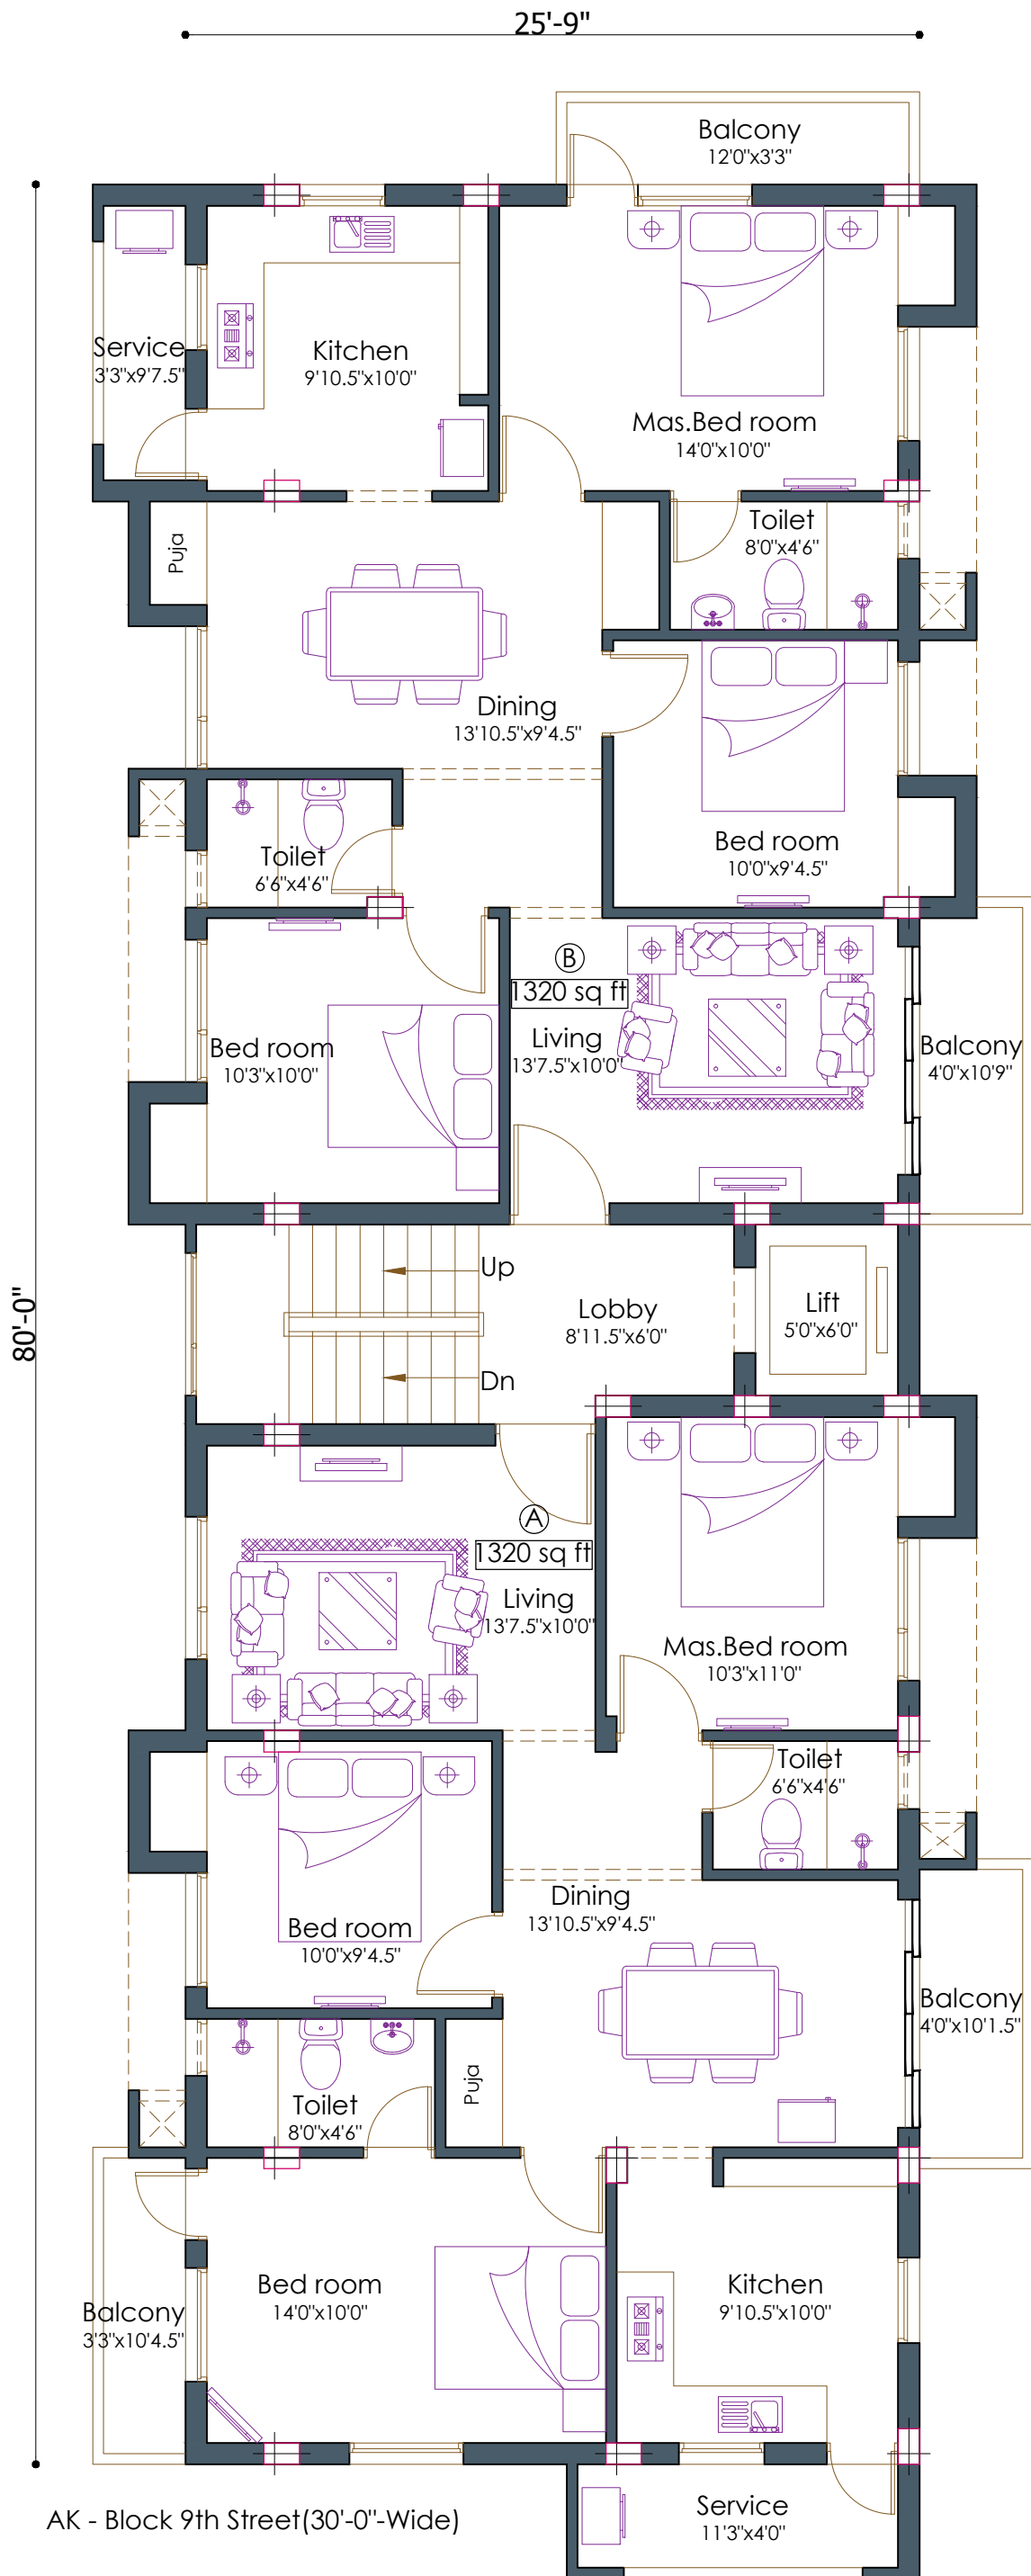 25'-9"
Balcony
12'0"x3'3"
Service
3'3"x9'7.5"
Kitchen
9'10.5"x10'0"
Mas.Bed room
14'0"x10'0"
Puja
Toilet
8'0"x4'6"
Dining
13'10.5"x9'4.5"
Toilet
6'6"x4'6"
Bed room
10'0"x9'4.5"
B
1320 sq ft
Living
13'7.5"x10'0"
Bed room
10'3"x10'0"
Balcony
4'0"x10'9"
80'-0"
Up
Lobby
8'11.5"x6'0"
Lift
5'0"x6'0"
Dn
A
1320 sq ft
Living
13'7.5"x10'0"
Mas.Bed room
10'3"x11'0"
Toilet
6'6"x4'6"
Dining
13'10.5"x9'4.5"
Bed room
10'0"x9'4.5"
Balcony
4'0"x10'1.5"
Puja
Toilet
8'0"x4'6"
Bed room
14'0"x10'0"
Kitchen
9'10.5"x10'0"
Balcony
3'3"x10'4.5"
Service
11'3"x4'0"
AK - Block 9th Street(30'-0"-Wide)